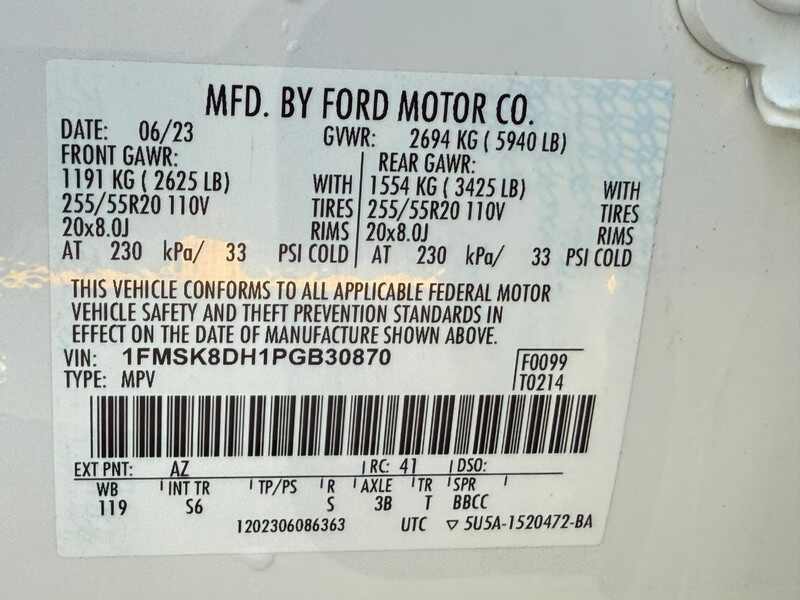 MFD. BY FORD MOTOR CO.
DATE: 06/23 GVWR: 2694 KG ( 5940 LB)
FRONT GAWR: REAR GAWR:
1191 KG ( 2625 LB) WITH 1554 KG ( 3425 LB) WITH
255/55R20 110V TIRES 255/55R20 110V TIRES
20x8.0J RIMS 20x8.0J RIMS
AT 230 kPa/ 33 PSI COLD AT 230 kPa/ 33 PSI COLD
THIS VEHICLE CONFORMS TO ALL APPLICABLE FEDERAL MOTOR
VEHICLE SAFETY AND THEFT PREVENTION STANDARDS IN
EFFECT ON THE DATE OF MANUFACTURE SHOWN ABOVE.
VIN: 1FMSK8DH1PGB30870 F0099
TYPE: MPV T0214
EXT PNT: AZ RC: 41 DSO:
WB INT TR TP/PS R AXLE TR SPR
119 S6 S 3B T BBCC
1202306086363 UTC ▽ 5U5A-1520472-BA